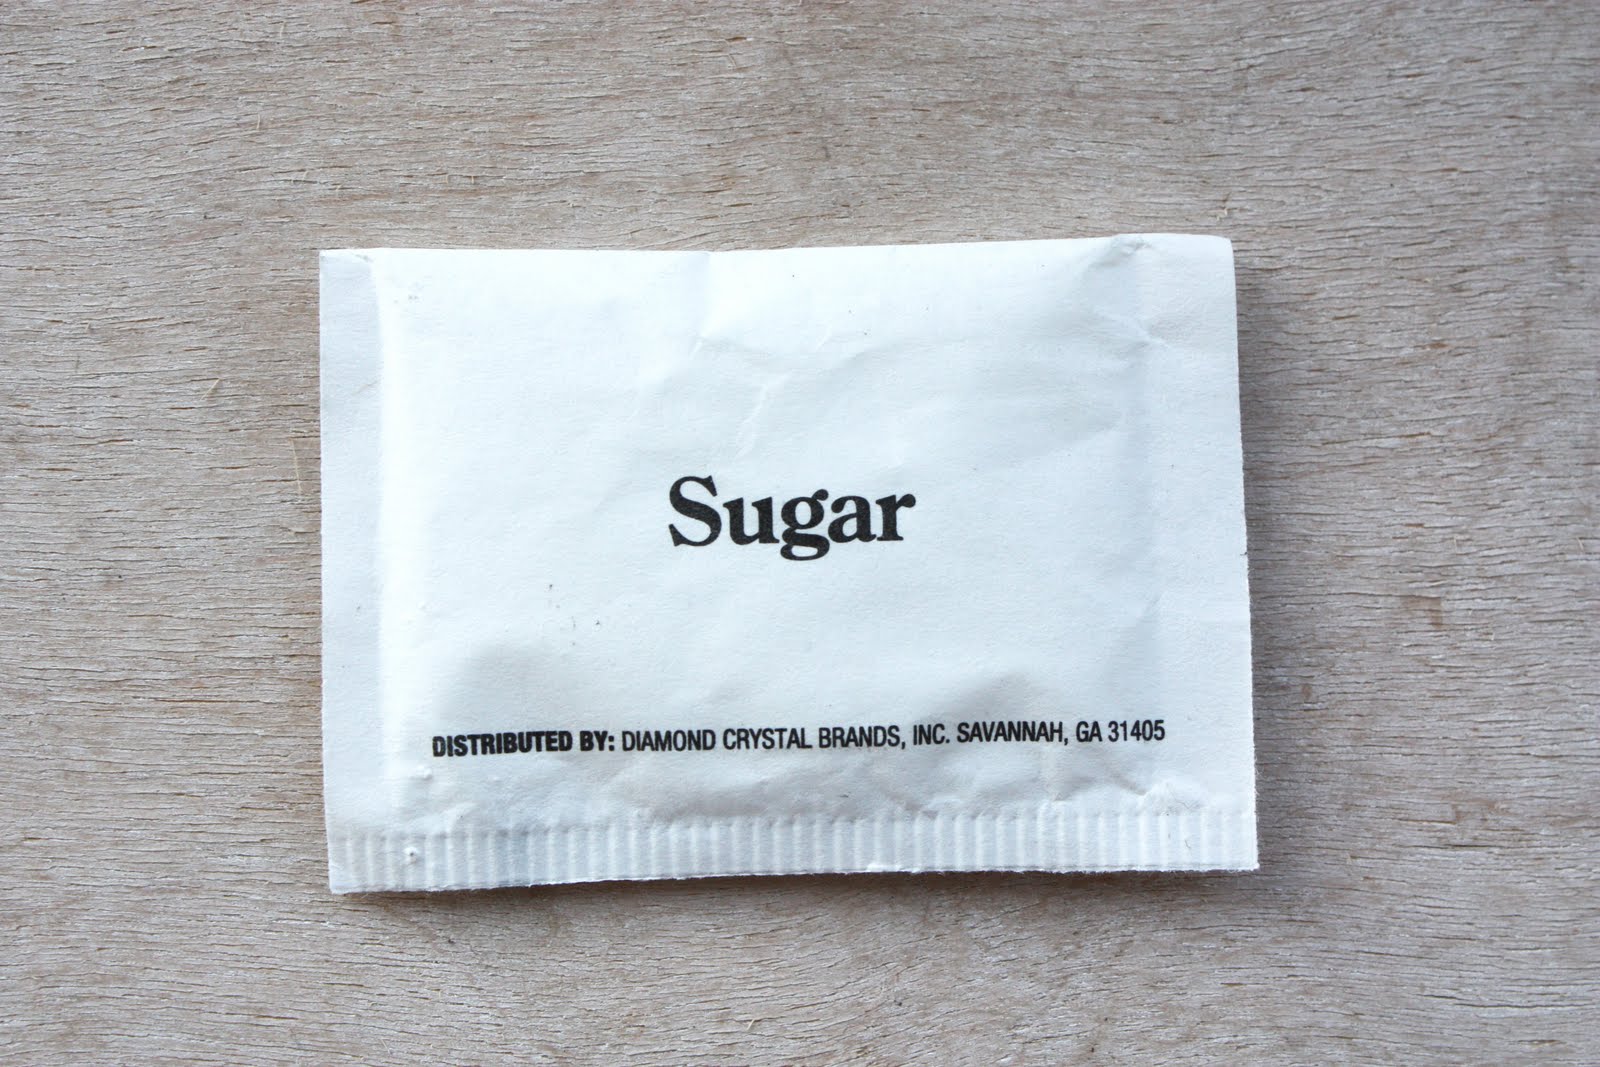 Sugar
DISTRIBUTED BY: DIAMOND CRYSTAL BRANDS, INC. SAVANNAH, GA 31405